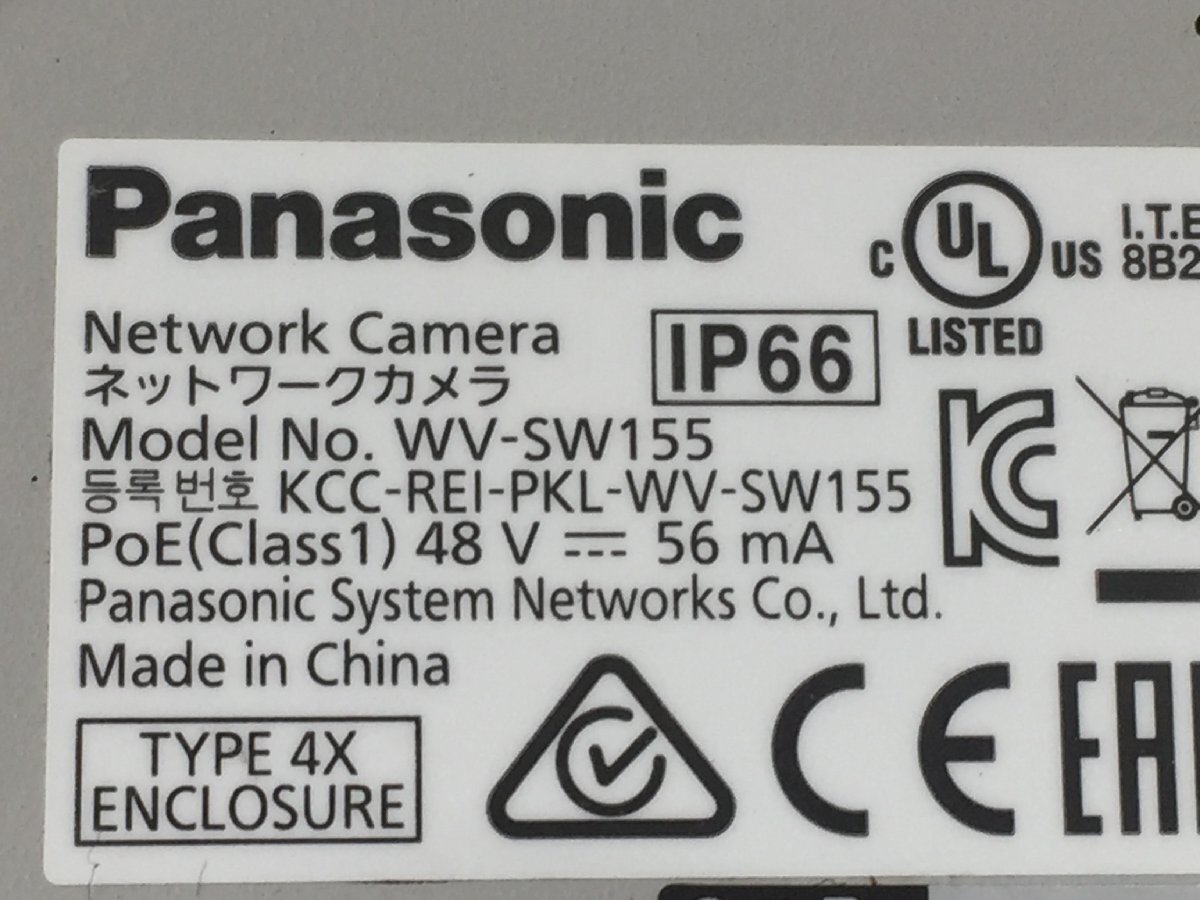 Panasonic
C UL US
LISTED
I.T.E
8B2
Network Camera
ネットワークカメラ
IP66
Model No. WV-SW155
등록번호 KCC-REI-PKL-WV-SW155
PoE(Class1) 48 V ⎓ 56 mA
Panasonic System Networks Co., Ltd.
Made in China
TYPE 4X
ENCLOSURE
KC
CE
EAC